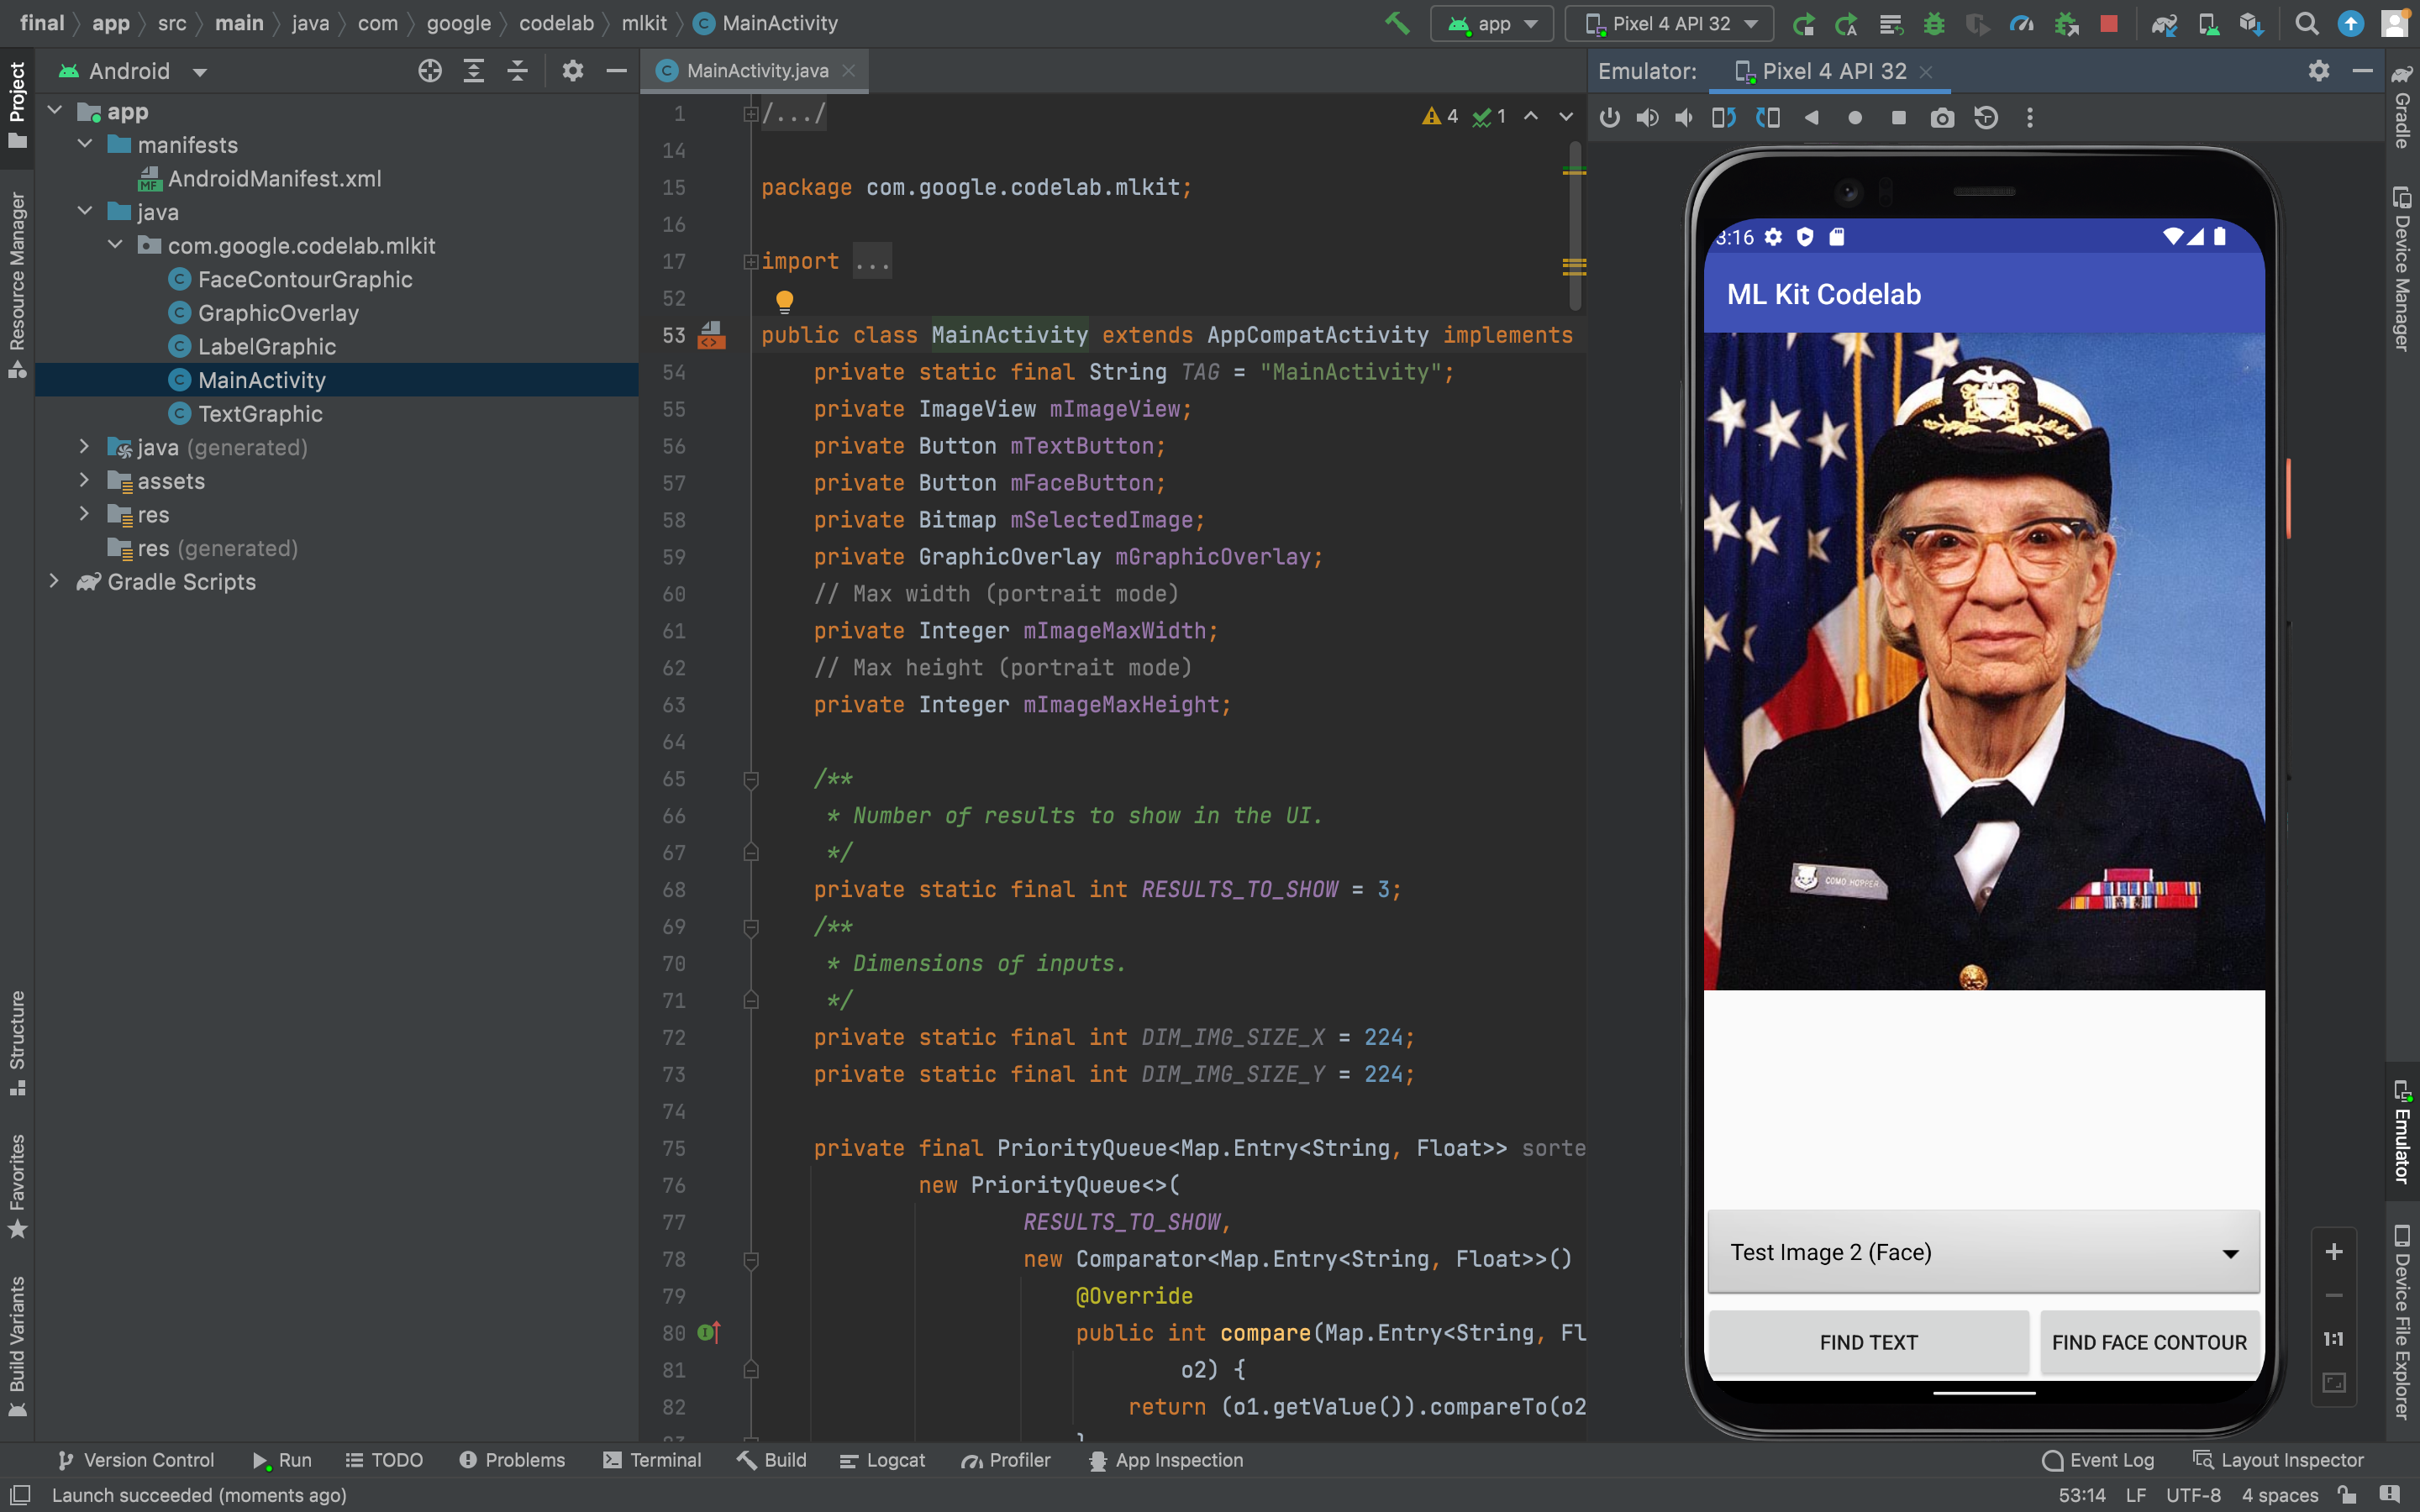 final app src main java com google codelab mlkit MainActivity
app
Pixel 4 API 32
Project
Android
MainActivity.java
Emulator: Pixel 4 API 32
Gradle
Device Manager
Resource Manager
app
manifests
AndroidManifest.xml
java
com.google.codelab.mlkit
FaceContourGraphic
GraphicOverlay
LabelGraphic
MainActivity
TextGraphic
java (generated)
assets
res
res (generated)
Gradle Scripts
Structure
Favorites
Build Variants
4 1
1 /.../
14
15 package com.google.codelab.mlkit;
16
17 import ...
52
53 public class MainActivity extends AppCompatActivity implements
54 private static final String TAG = "MainActivity";
55 private ImageView mImageView;
56 private Button mTextButton;
57 private Button mFaceButton;
58 private Bitmap mSelectedImage;
59 private GraphicOverlay mGraphicOverlay;
60 // Max width (portrait mode)
61 private Integer mImageMaxWidth;
62 // Max height (portrait mode)
63 private Integer mImageMaxHeight;
64
65 /**
66 * Number of results to show in the UI.
67 */
68 private static final int RESULTS_TO_SHOW = 3;
69 /**
70 * Dimensions of inputs.
71 */
72 private static final int DIM_IMG_SIZE_X = 224;
73 private static final int DIM_IMG_SIZE_Y = 224;
74
75 private final PriorityQueue<Map.Entry<String, Float>> sorte
76 new PriorityQueue<>(
77 RESULTS_TO_SHOW,
78 new Comparator<Map.Entry<String, Float>>()
79 @Override
80 public int compare(Map.Entry<String, Fl
81 o2) {
82 return (o1.getValue()).compareTo(o2
3:16
ML Kit Codelab
COMO HOPPER
Test Image 2 (Face)
FIND TEXT
FIND FACE CONTOUR
1:1
Emulator
Device File Explorer
Version Control Run TODO Problems Terminal Build Logcat Profiler App Inspection
Event Log Layout Inspector
Launch succeeded (moments ago)
53:14 LF UTF-8 4 spaces